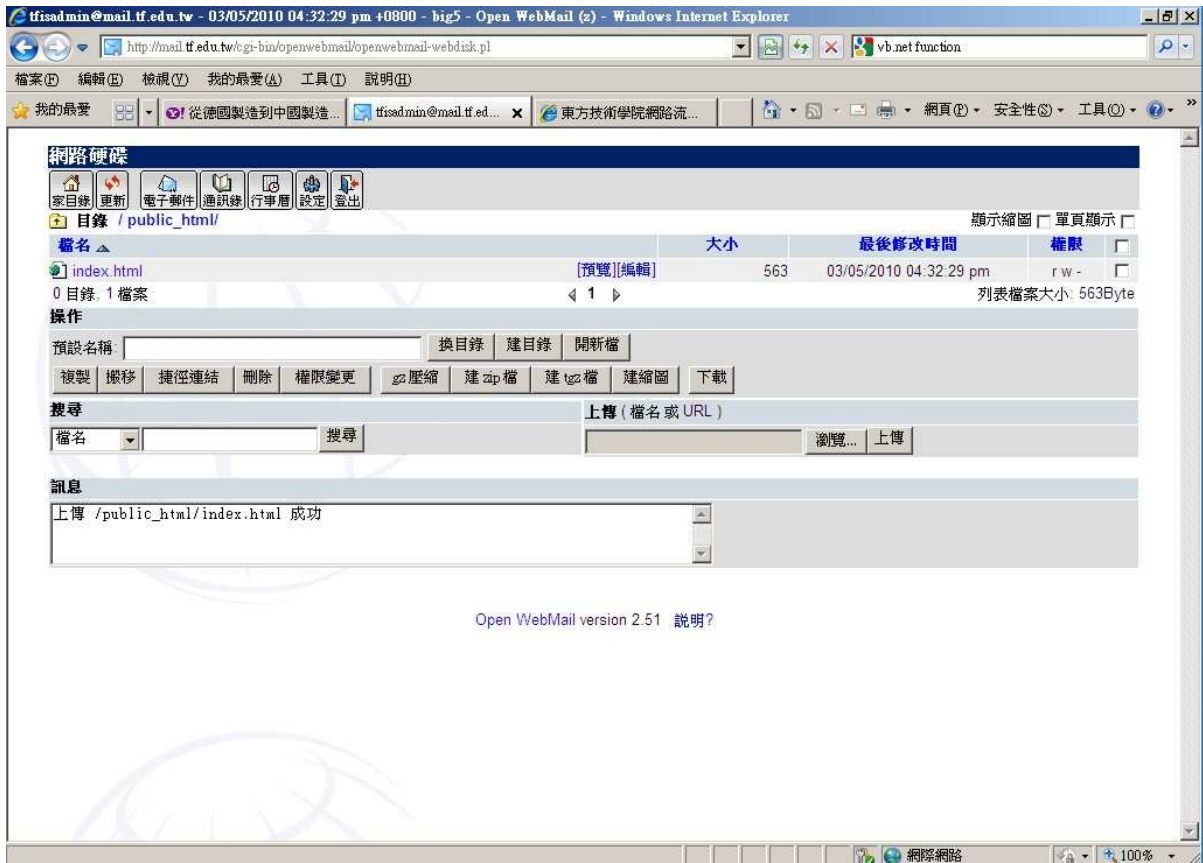 tfisadmin@mail.tf.edu.tw - 03/05/2010 04:32:29 pm +0800 - big5 - Open WebMail (z) - Windows Internet Explorer
http://mail.tf.edu.tw/cgi-bin/openwebmail/openwebmail-webdisk.pl vb.net function
檔案(F) 編輯(E) 檢視(V) 我的最愛(A) 工具(T) 說明(H)
我的最愛 從德國製造到中國製造... tfisadmin@mail.tf.ed... 東方技術學院網路流... 網頁(P) 安全性(S) 工具(O)
網路硬碟
家目錄 更新 電子郵件 通訊錄 行事曆 設定 登出
目錄 / public_html/ 顯示縮圖 單頁顯示
檔名 大小 最後修改時間 權限
index.html [預覽][編輯] 563 03/05/2010 04:32:29 pm r w -
0 目錄, 1 檔案 1 列表檔案大小: 563Byte
操作
預設名稱: 換目錄 建目錄 開新檔
複製 搬移 捷徑連結 刪除 權限變更 gz壓縮 建 zip 檔 建 tgz 檔 建縮圖 下載
搜尋 上傳 ( 檔名 或 URL )
檔名 搜尋 瀏覽... 上傳
訊息
上傳 /public_html/index.html 成功
Open WebMail version 2.51 說明?
網際網路 100%